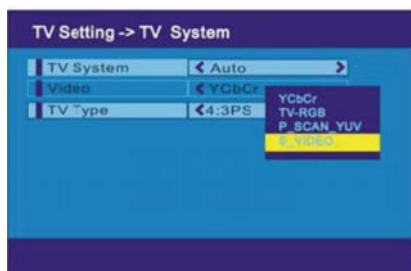 TV Setting -> TV System
TV System < Auto >
Video < YCbCr
TV Type <4:3PS
YCbCr
TV-RGB
P_SCAN_YUV
S_VIDEO